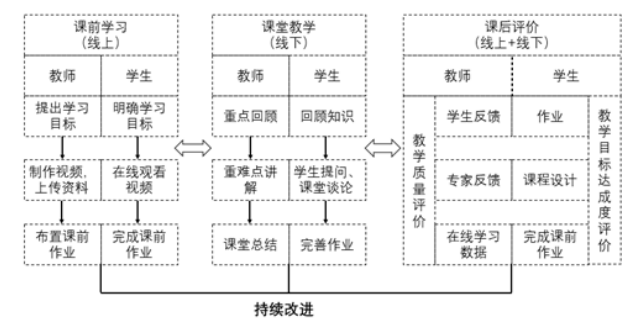 课前学习
（线上）
教师
学生
提出学习
目标
明确学习
目标
制作视频，
上传资料
在线观看
视频
布置课前
作业
完成课前
作业
课堂教学
（线下）
教师
学生
重点回顾
回顾知识
重难点讲
解
学生提问、
课堂谈论
课堂总结
完善作业
课后评价
（线上+线下）
教师
学生
教学质量评价
学生反馈
作业
专家反馈
课程设计
在线学习
数据
完成课前
作业
教学目标达成度评价
持续改进